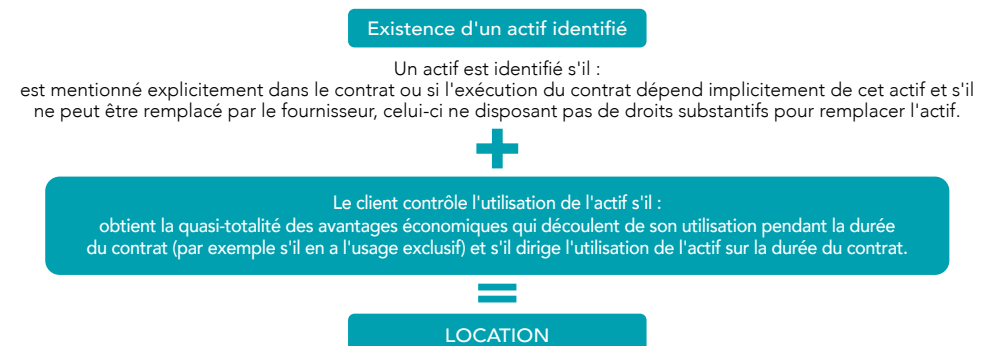 Existence d'un actif identifié
Un actif est identifié s'il :
est mentionné explicitement dans le contrat ou si l'exécution du contrat dépend implicitement de cet actif et s'il
ne peut être remplacé par le fournisseur, celui-ci ne disposant pas de droits substantifs pour remplacer l'actif.
+
Le client contrôle l'utilisation de l'actif s'il :
obtient la quasi-totalité des avantages économiques qui découlent de son utilisation pendant la durée
du contrat (par exemple s'il en a l'usage exclusif) et s'il dirige l'utilisation de l'actif sur la durée du contrat.
=
LOCATION